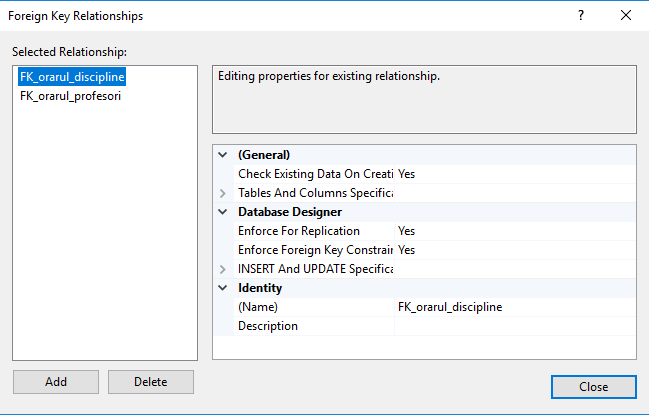 Foreign Key Relationships
Selected Relationship:
FK_orarul_discipline
FK_orarul_profesori
Add
Delete
Editing properties for existing relationship.
(General)
Check Existing Data On Creati Yes
Tables And Columns Specifica
Database Designer
Enforce For Replication Yes
Enforce Foreign Key Constrain Yes
INSERT And UPDATE Specifica
Identity
(Name) FK_orarul_discipline
Description
Close